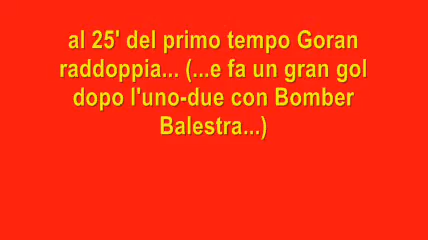 al 25' del primo tempo Goran
raddoppia... (...e fa un gran gol
dopo l'uno-due con Bomber
Balestra...)